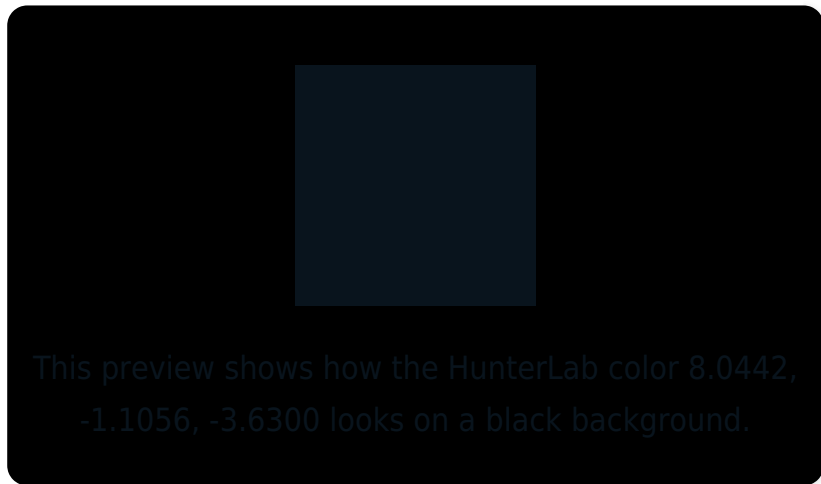 This preview shows how the HunterLab color 8.0442,
-1.1056, -3.6300 looks on a black background.